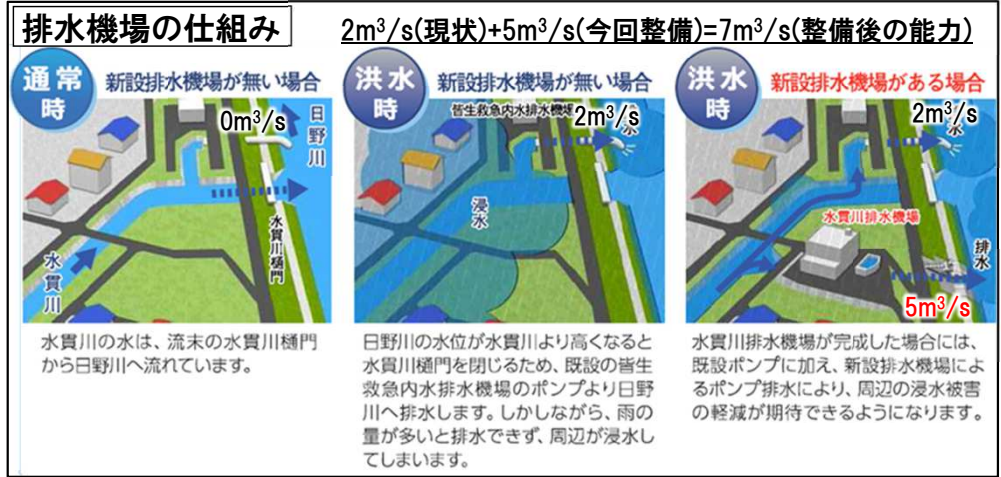 排水機場の仕組み
2m³/s(現状)+5m³/s(今回整備)=7m³/s(整備後の能力)
通常時
新設排水機場が無い場合
0m³/s
日野川
水貫川樋門
水貫川
水貫川の水は、流末の水貫川樋門
から日野川へ流れています。
洪水時
新設排水機場が無い場合
皆生救急内水排水機場
2m³/s
水
浸水
日野川の水位が水貫川より高くなると
水貫川樋門を閉じるため、既設の皆生
救急内水排水機場のポンプより日野
川へ排水します。しかしながら、雨の
量が多いと排水できず、周辺が浸水し
てしまいます。
洪水時
新設排水機場がある場合
2m³/s
水
水貫川排水機場
排水
5m³/s
水貫川排水機場が完成した場合には、
既設ポンプに加え、新設排水機場によ
るポンプ排水により、周辺の浸水被害
の軽減が期待できるようになります。